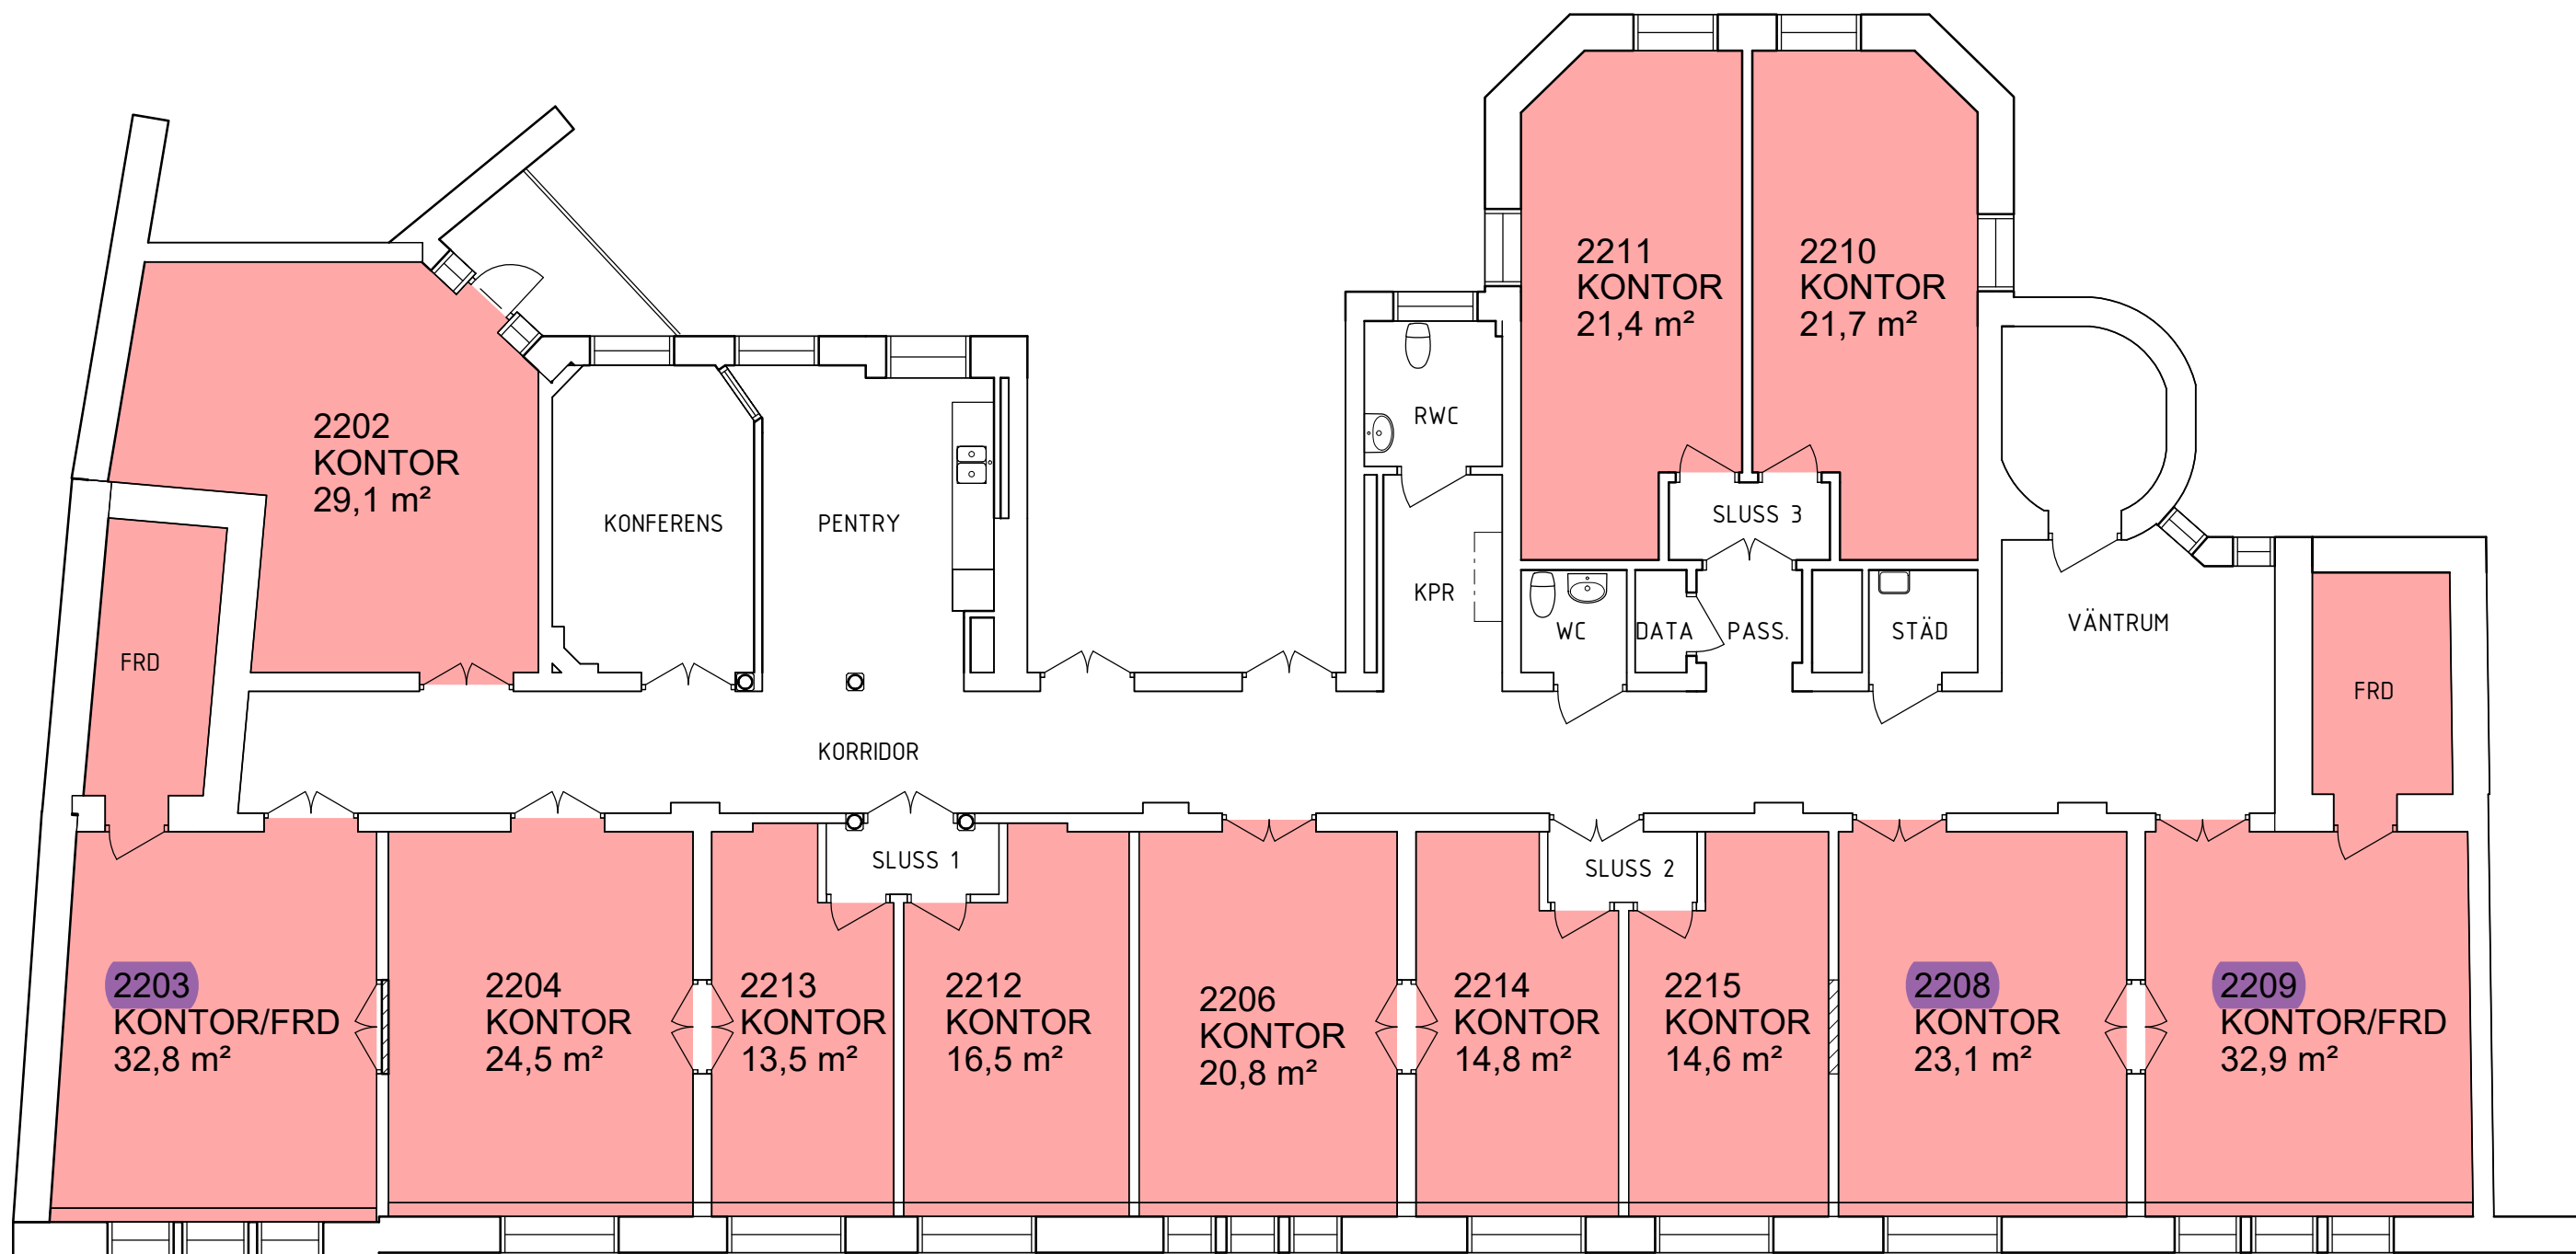 2211
KONTOR
21,4 m²
2210
KONTOR
21,7 m²
2202
KONTOR
29,1 m²
RWC
KONFERENS
PENTRY
SLUSS 3
KPR
WC
DATA
PASS.
STÄD
VÄNTRUM
FRD
FRD
KORRIDOR
SLUSS 1
SLUSS 2
2203
KONTOR/FRD
32,8 m²
2204
KONTOR
24,5 m²
2213
KONTOR
13,5 m²
2212
KONTOR
16,5 m²
2206
KONTOR
20,8 m²
2214
KONTOR
14,8 m²
2215
KONTOR
14,6 m²
2208
KONTOR
23,1 m²
2209
KONTOR/FRD
32,9 m²